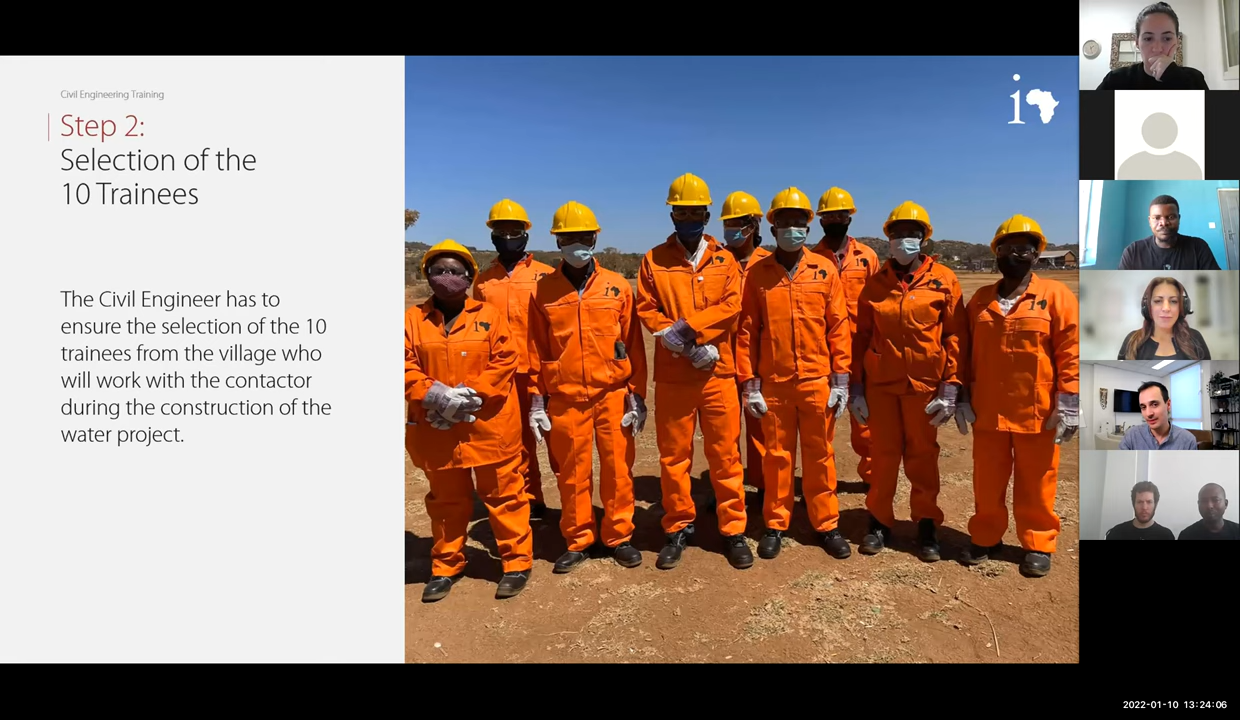 Civil Engineering Training
Step 2:
Selection of the
10 Trainees
The Civil Engineer has to
ensure the selection of the 10
trainees from the village who
will work with the contactor
during the construction of the
water project.
i
2022-01-10 13:24:06